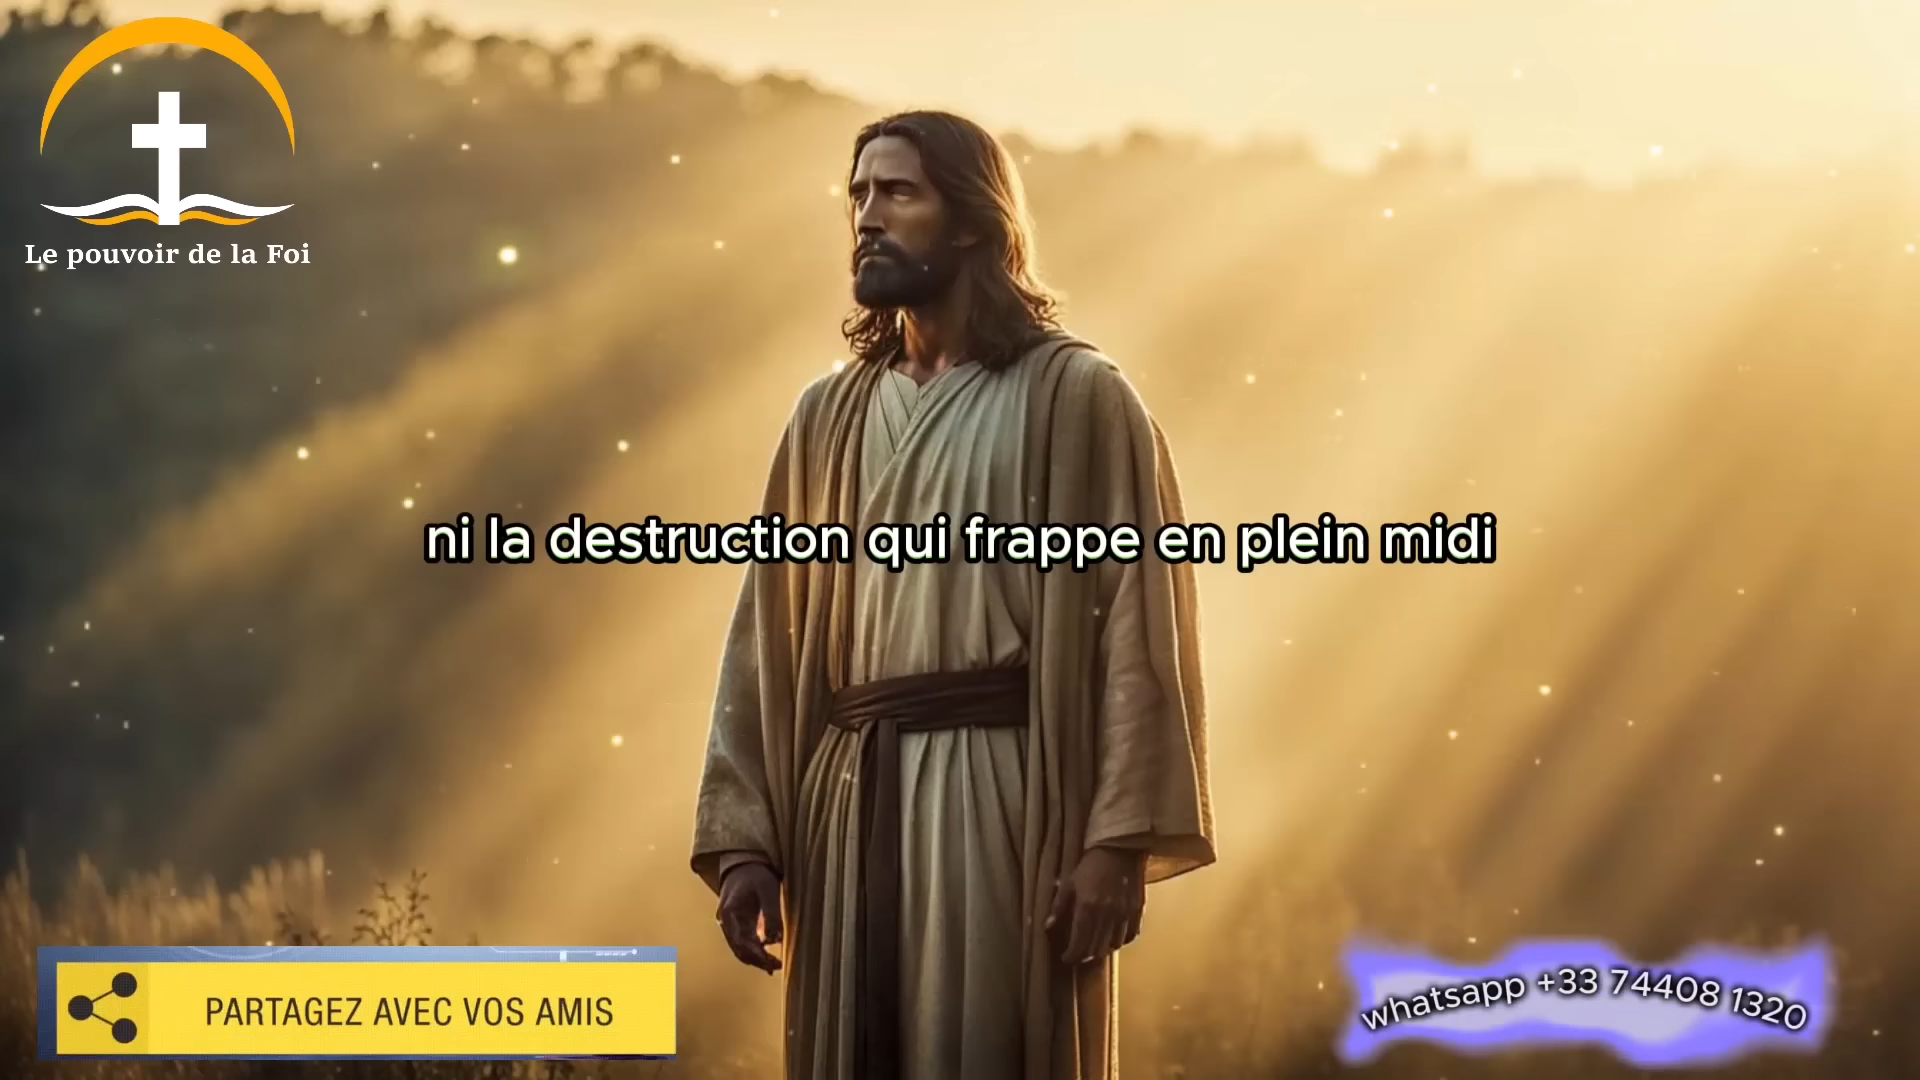 Le pouvoir de la Foi
ni la destruction qui frappe en plein midi
PARTAGEZ AVEC VOS AMIS
whatsapp +33 74408 1320